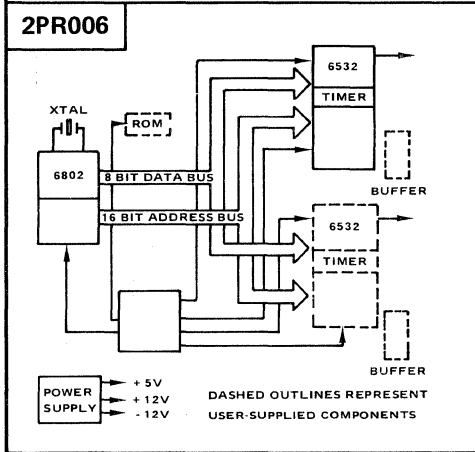 2PR006
6532
TIMER
XTAL
ROM
6802
8 BIT DATA BUS
BUFFER
16 BIT ADDRESS BUS
6532
TIMER
BUFFER
POWER SUPPLY
+ 5V
+ 12V
- 12V
DASHED OUTLINES REPRESENT
USER-SUPPLIED COMPONENTS